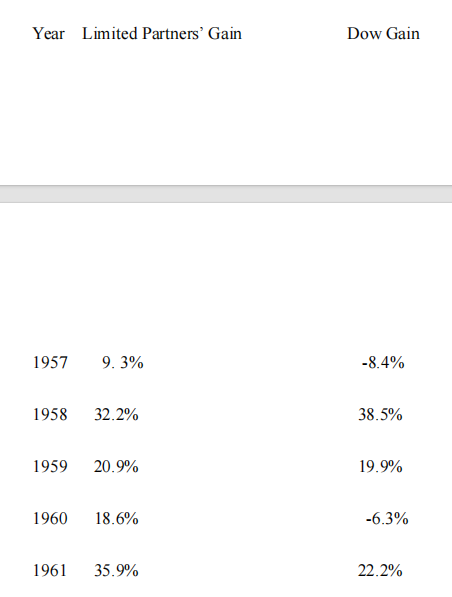 Year Limited Partners’ Gain Dow Gain
1957 9. 3% -8.4%
1958 32.2% 38.5%
1959 20.9% 19.9%
1960 18.6% -6.3%
1961 35.9% 22.2%